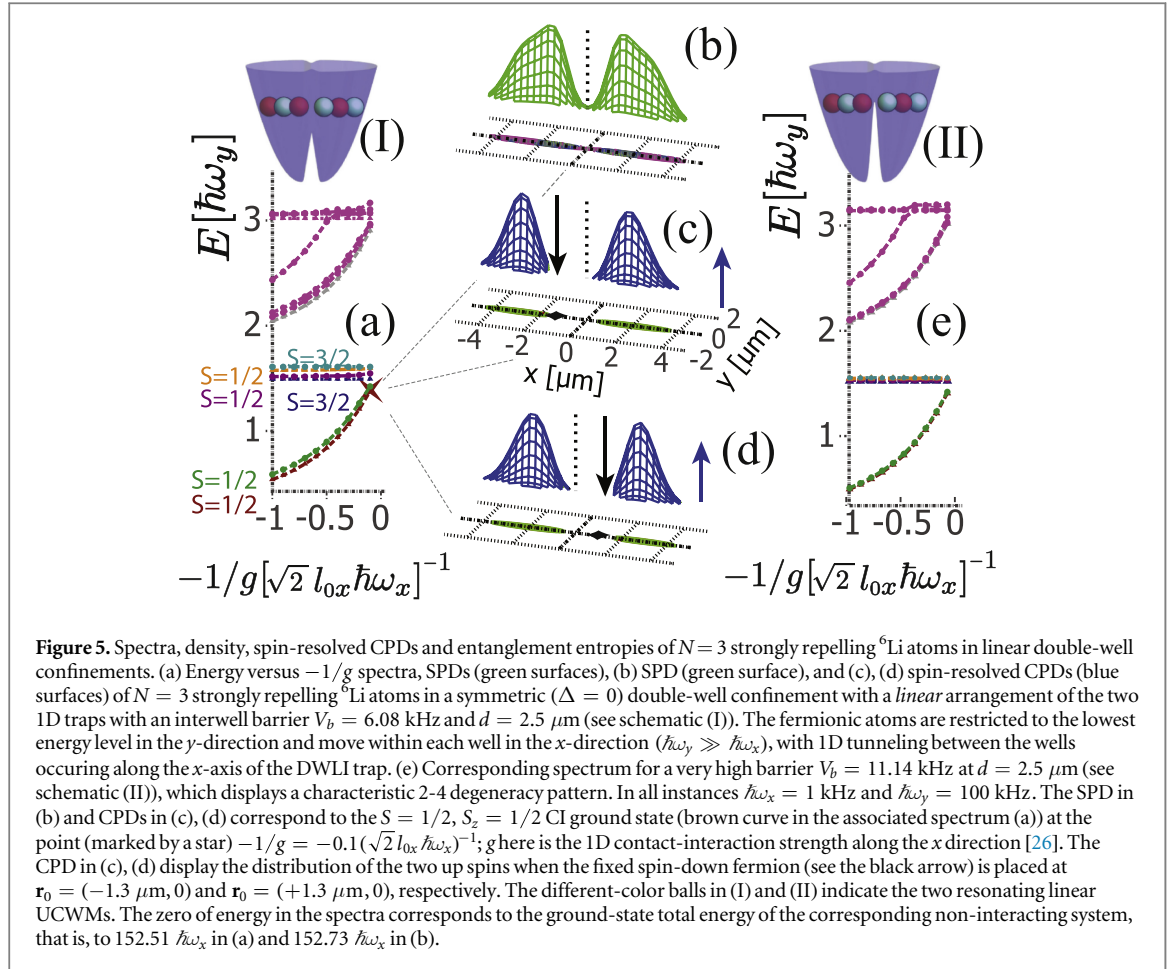 (I)
(b)
(II)
E[ħω_y]
3
2
1
(a)
S=3/2
S=1/2
S=1/2
S=3/2
S=1/2
S=1/2
-1 -0.5 0
−1/g[√2 l_{0x} ħω_x]^{−1}
(c)
-4 -2 0 2 4
x [μm]
-2 0 2
y [μm]
(d)
E[ħω_y]
3
2
1
(e)
-1 -0.5 0
−1/g[√2 l_{0x} ħω_x]^{−1}
Figure 5. Spectra, density, spin-resolved CPDs and entanglement entropies of N = 3 strongly repelling ⁶Li atoms in linear double-well
confinements. (a) Energy versus −1/g spectra, SPDs (green surfaces), (b) SPD (green surface), and (c), (d) spin-resolved CPDs (blue
surfaces) of N = 3 strongly repelling ⁶Li atoms in a symmetric (Δ = 0) double-well confinement with a linear arrangement of the two
1D traps with an interwell barrier V_b = 6.08 kHz and d = 2.5 μm (see schematic (I)). The fermionic atoms are restricted to the lowest
energy level in the y-direction and move within each well in the x-direction (ħω_y ≫ ħω_x), with 1D tunneling between the wells
occuring along the x-axis of the DWLI trap. (e) Corresponding spectrum for a very high barrier V_b = 11.14 kHz at d = 2.5 μm (see
schematic (II)), which displays a characteristic 2-4 degeneracy pattern. In all instances ħω_x = 1 kHz and ħω_y = 100 kHz. The SPD in
(b) and CPDs in (c), (d) correspond to the S = 1/2, S_z = 1/2 CI ground state (brown curve in the associated spectrum (a)) at the
point (marked by a star) −1/g = −0.1(√2 l_{0x} ħω_x)^{−1}; g here is the 1D contact-interaction strength along the x direction [26]. The
CPD in (c), (d) display the distribution of the two up spins when the fixed spin-down fermion (see the black arrow) is placed at
r₀ = (−1.3 μm, 0) and r₀ = (+1.3 μm, 0), respectively. The different-color balls in (I) and (II) indicate the two resonating linear
UCWMs. The zero of energy in the spectra corresponds to the ground-state total energy of the corresponding non-interacting system,
that is, to 152.51 ħω_x in (a) and 152.73 ħω_x in (b).